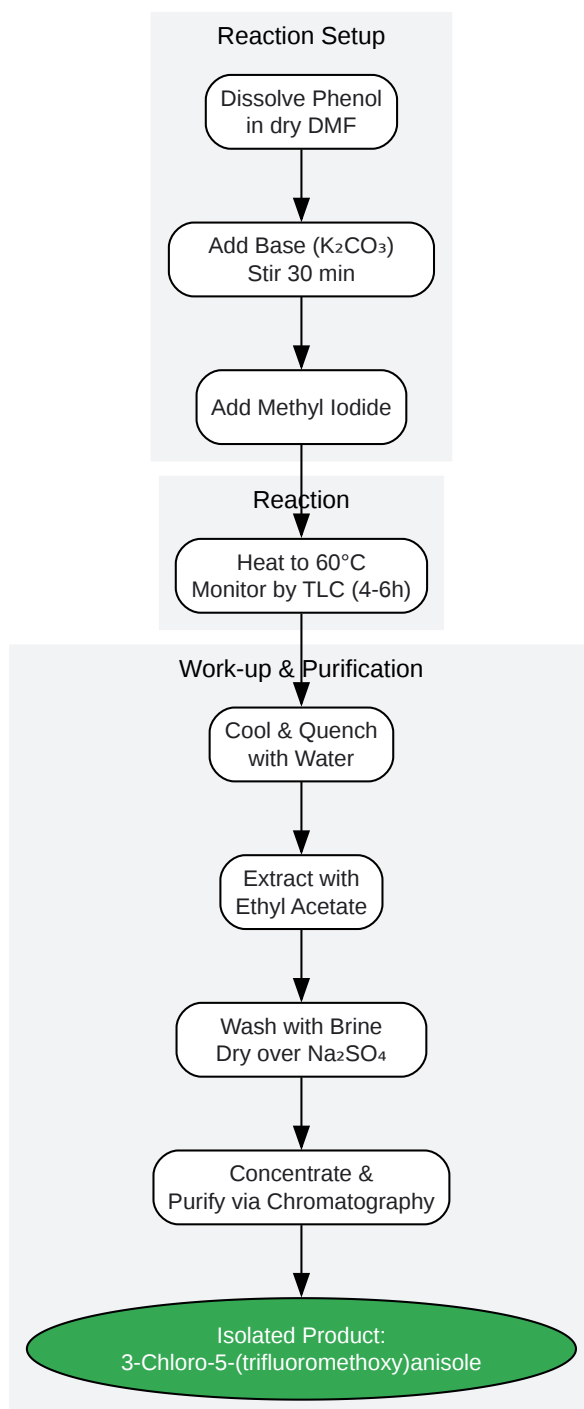 Reaction Setup
Dissolve Phenol
in dry DMF
Add Base (K₂CO₃)
Stir 30 min
Add Methyl Iodide
Reaction
Heat to 60°C
Monitor by TLC (4-6h)
Work-up & Purification
Cool & Quench
with Water
Extract with
Ethyl Acetate
Wash with Brine
Dry over Na₂SO₄
Concentrate &
Purify via Chromatography
Isolated Product:
3-Chloro-5-(trifluoromethoxy)anisole